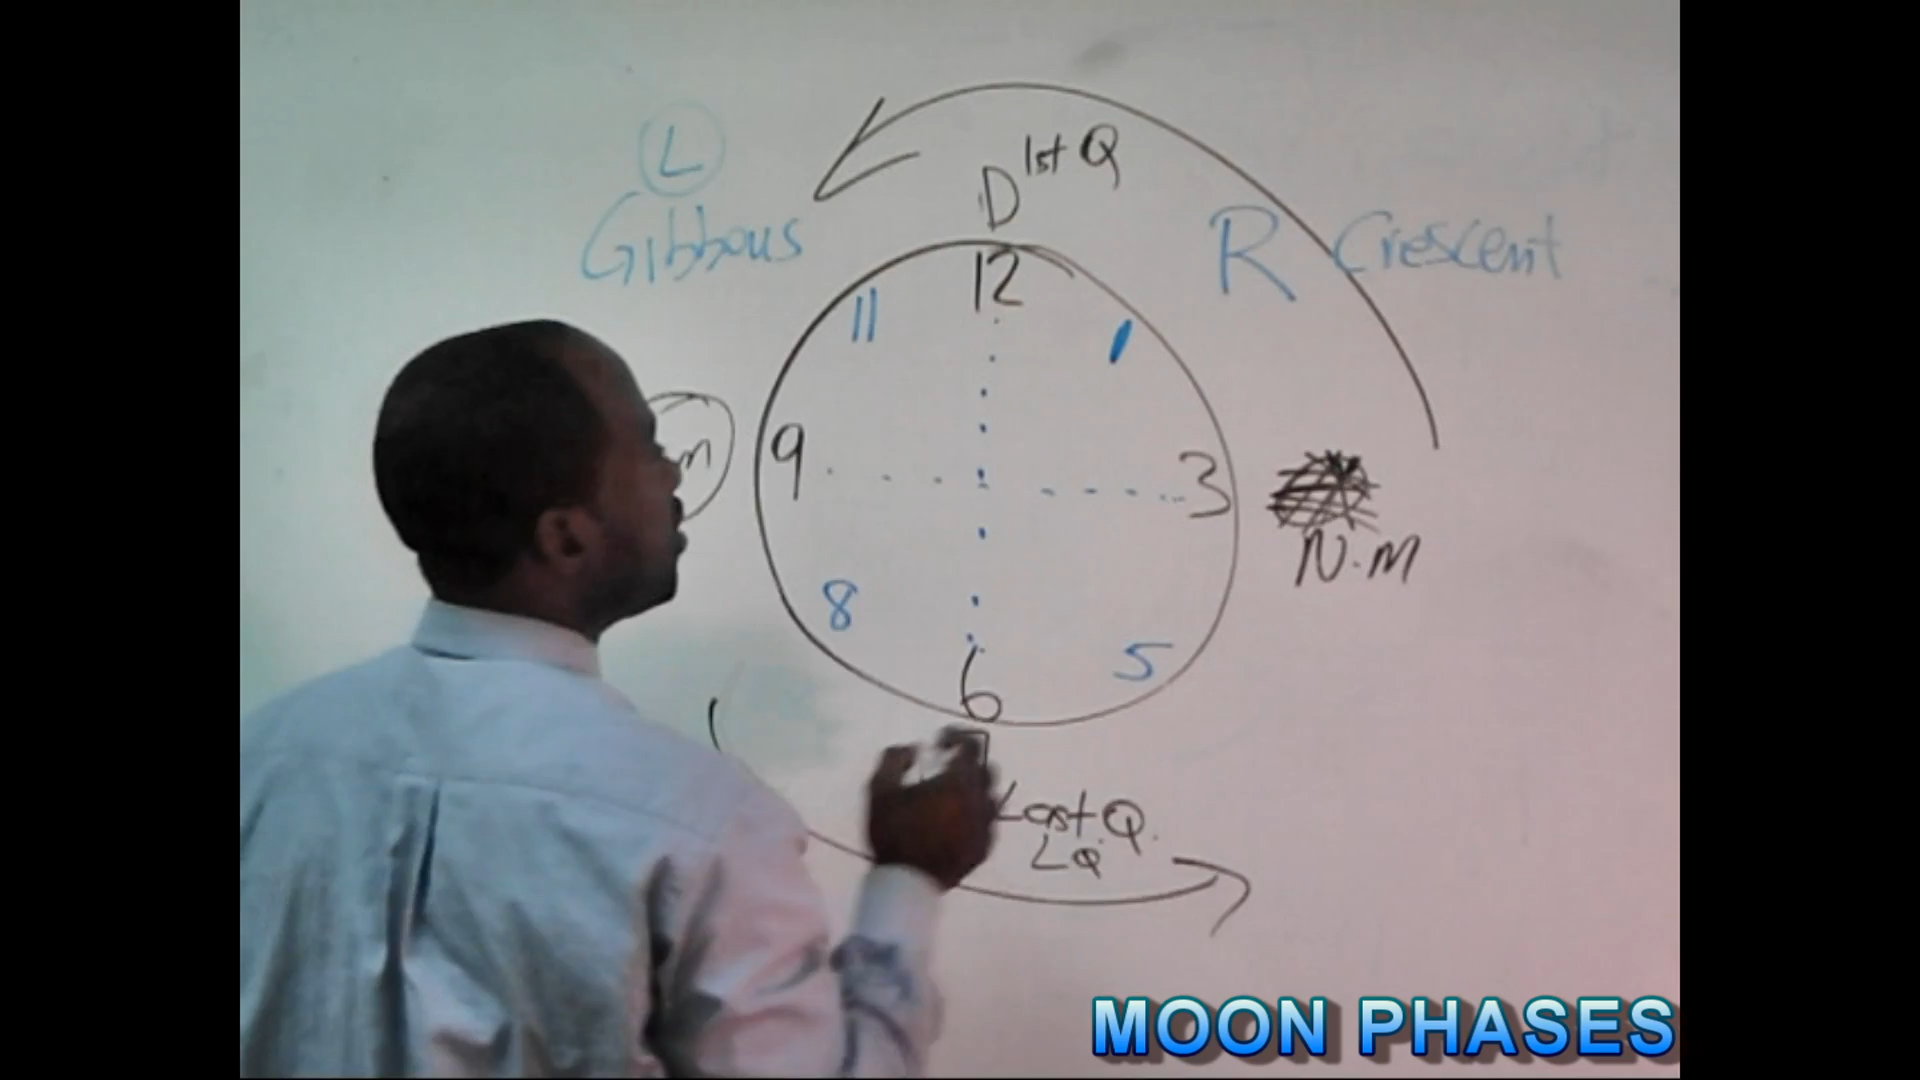 L
1st Q
D
Gibbous
R Crescent
12
11
1
9
3
m
N.M
8
5
6
Last Q.
LQ
MOON PHASES